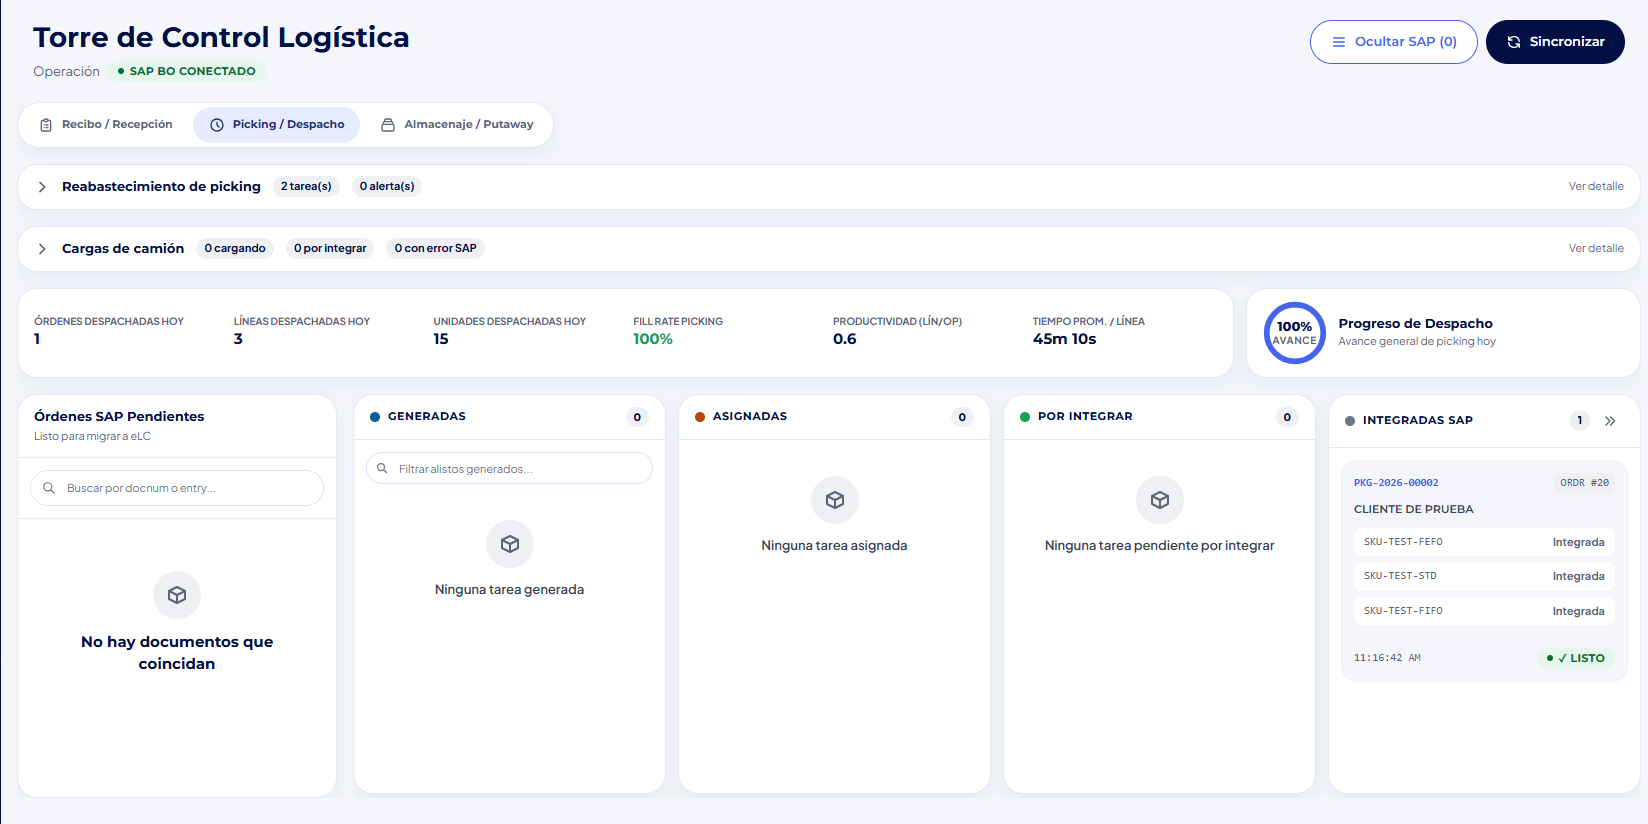 Torre de Control Logística
Operación
SAP BO CONECTADO
Ocultar SAP (0)
Sincronizar
Recibo / Recepción
Picking / Despacho
Almacenaje / Putaway
Reabastecimiento de picking
2 tarea(s)
0 alerta(s)
Ver detalle
Cargas de camión
0 cargando
0 por integrar
0 con error SAP
Ver detalle
ÓRDENES DESPACHADAS HOY
1
LÍNEAS DESPACHADAS HOY
3
UNIDADES DESPACHADAS HOY
15
FILL RATE PICKING
100%
PRODUCTIVIDAD (LÍN/OP)
0.6
TIEMPO PROM. / LÍNEA
45m 10s
100%
AVANCE
Progreso de Despacho
Avance general de picking hoy
Órdenes SAP Pendientes
Listo para migrar a eLC
Buscar por docnum o entry...
No hay documentos que
coincidan
GENERADAS
0
Filtrar alistos generados...
Ninguna tarea generada
ASIGNADAS
0
Ninguna tarea asignada
POR INTEGRAR
0
Ninguna tarea pendiente por integrar
INTEGRADAS SAP
1
PKG-2026-00002
ORDR #20
CLIENTE DE PRUEBA
SKU-TEST-FEFO
Integrada
SKU-TEST-STD
Integrada
SKU-TEST-FIFO
Integrada
11:16:42 AM
✓ LISTO